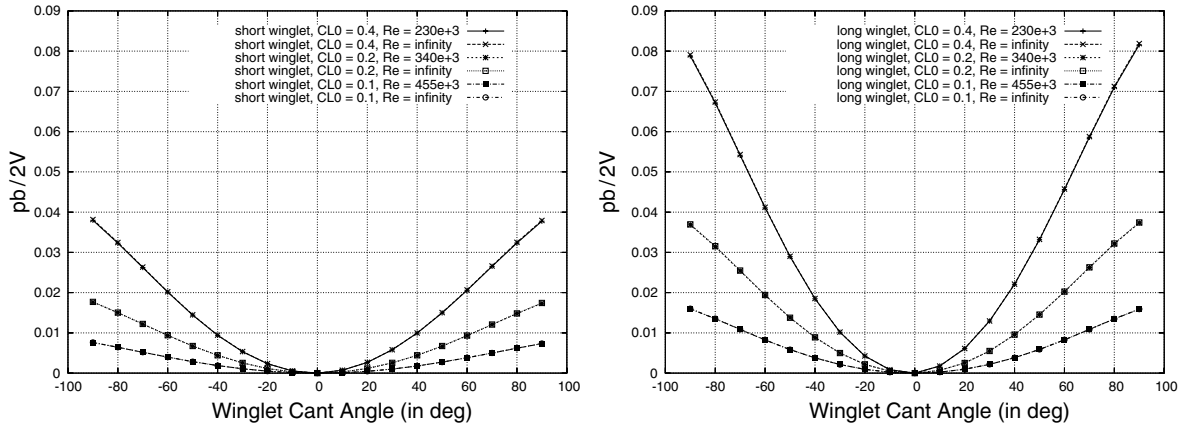 short winglet, CL0 = 0.4, Re = 230e+3
short winglet, CL0 = 0.4, Re = infinity
short winglet, CL0 = 0.2, Re = 340e+3
short winglet, CL0 = 0.2, Re = infinity
short winglet, CL0 = 0.1, Re = 455e+3
short winglet, CL0 = 0.1, Re = infinity
0.09
0.08
0.07
0.06
0.05
0.04
0.03
0.02
0.01
0
pb/2V
-100 -80 -60 -40 -20 0 20 40 60 80 100
Winglet Cant Angle (in deg)
long winglet, CL0 = 0.4, Re = 230e+3
long winglet, CL0 = 0.4, Re = infinity
long winglet, CL0 = 0.2, Re = 340e+3
long winglet, CL0 = 0.2, Re = infinity
long winglet, CL0 = 0.1, Re = 455e+3
long winglet, CL0 = 0.1, Re = infinity
0.09
0.08
0.07
0.06
0.05
0.04
0.03
0.02
0.01
0
pb/2V
-100 -80 -60 -40 -20 0 20 40 60 80 100
Winglet Cant Angle (in deg)